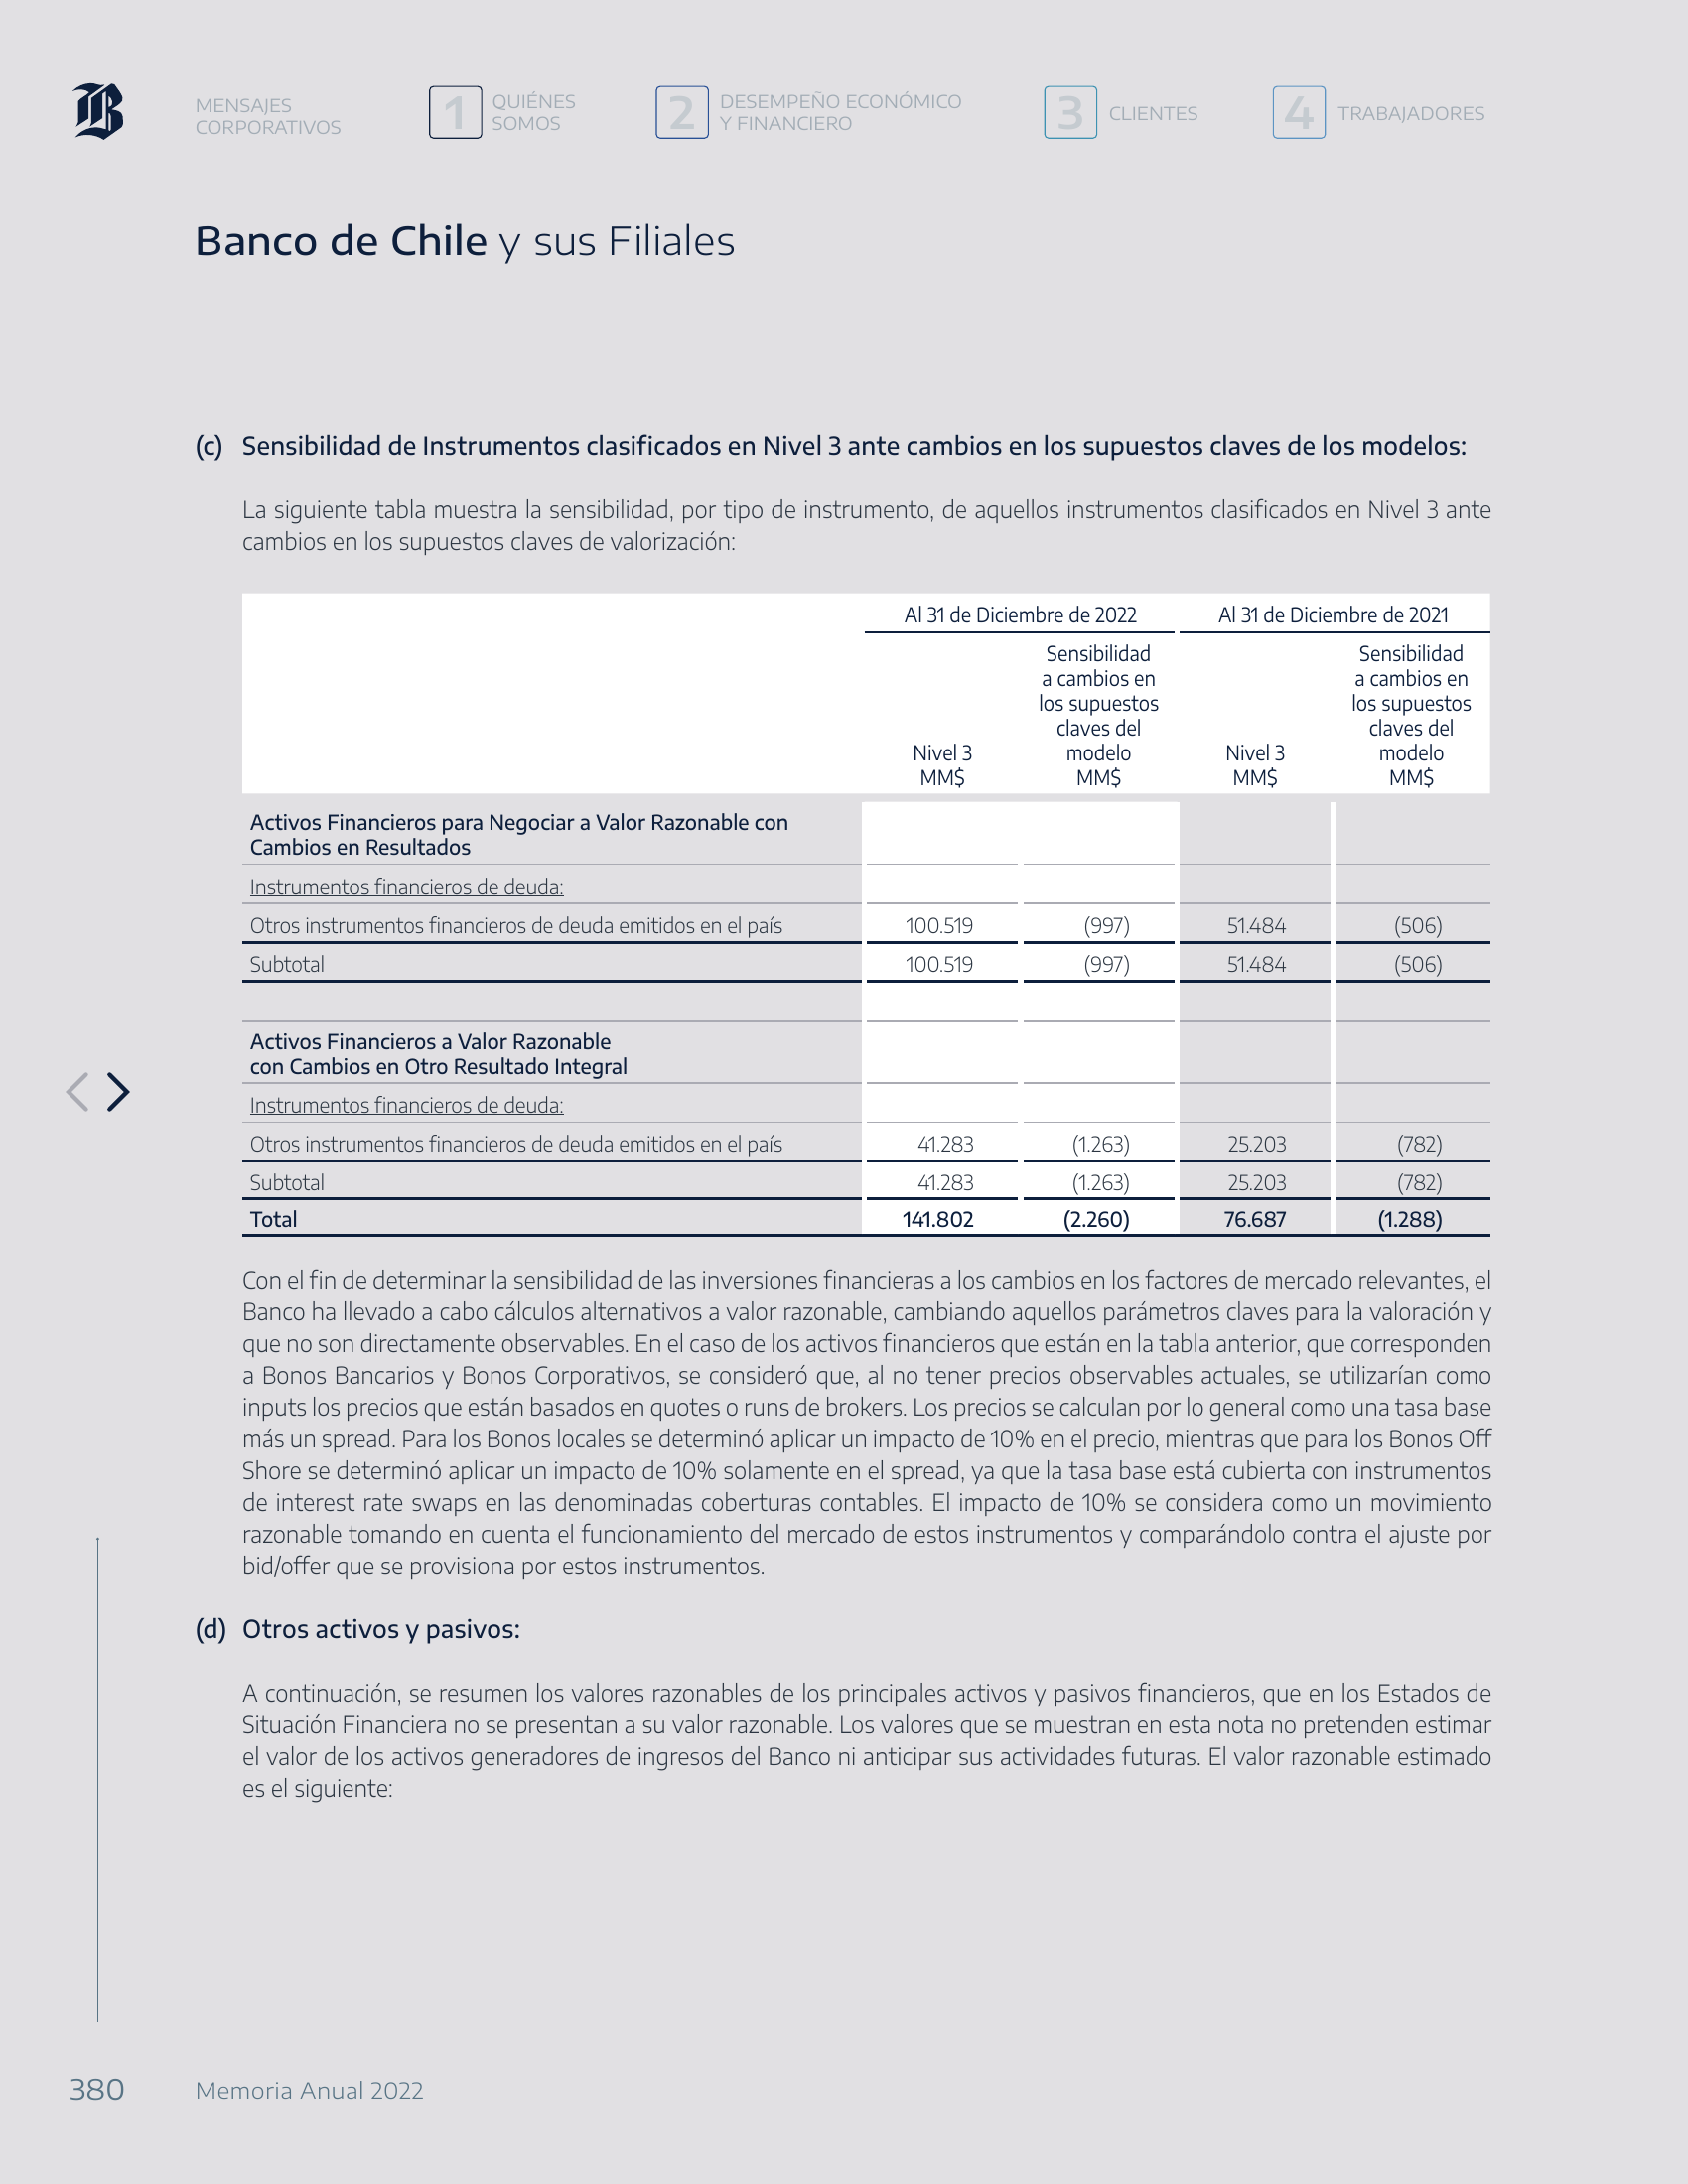 B
MENSAJES
CORPORATIVOS
1
QUIÉNES
SOMOS
2
DESEMPEÑO ECONÓMICO
Y FINANCIERO
3
CLIENTES
4
TRABAJADORES
Banco de Chile y sus Filiales
(c) Sensibilidad de Instrumentos clasificados en Nivel 3 ante cambios en los supuestos claves de los modelos:
La siguiente tabla muestra la sensibilidad, por tipo de instrumento, de aquellos instrumentos clasificados en Nivel 3 ante
cambios en los supuestos claves de valorización:
Al 31 de Diciembre de 2022 Al 31 de Diciembre de 2021
Nivel 3
MM$
Sensibilidad
a cambios en
los supuestos
claves del
modelo
MM$
Nivel 3
MM$
Sensibilidad
a cambios en
los supuestos
claves del
modelo
MM$
Activos Financieros para Negociar a Valor Razonable con
Cambios en Resultados
Instrumentos financieros de deuda:
Otros instrumentos financieros de deuda emitidos en el país 100.519 (997) 51.484 (506)
Subtotal 100.519 (997) 51.484 (506)
Activos Financieros a Valor Razonable
con Cambios en Otro Resultado Integral
Instrumentos financieros de deuda:
Otros instrumentos financieros de deuda emitidos en el país 41.283 (1.263) 25.203 (782)
Subtotal 41.283 (1.263) 25.203 (782)
Total 141.802 (2.260) 76.687 (1.288)
Con el fin de determinar la sensibilidad de las inversiones financieras a los cambios en los factores de mercado relevantes, el
Banco ha llevado a cabo cálculos alternativos a valor razonable, cambiando aquellos parámetros claves para la valoración y
que no son directamente observables. En el caso de los activos financieros que están en la tabla anterior, que corresponden
a Bonos Bancarios y Bonos Corporativos, se consideró que, al no tener precios observables actuales, se utilizarían como
inputs los precios que están basados en quotes o runs de brokers. Los precios se calculan por lo general como una tasa base
más un spread. Para los Bonos locales se determinó aplicar un impacto de 10% en el precio, mientras que para los Bonos Off
Shore se determinó aplicar un impacto de 10% solamente en el spread, ya que la tasa base está cubierta con instrumentos
de interest rate swaps en las denominadas coberturas contables. El impacto de 10% se considera como un movimiento
razonable tomando en cuenta el funcionamiento del mercado de estos instrumentos y comparándolo contra el ajuste por
bid/offer que se provisiona por estos instrumentos.
(d) Otros activos y pasivos:
A continuación, se resumen los valores razonables de los principales activos y pasivos financieros, que en los Estados de
Situación Financiera no se presentan a su valor razonable. Los valores que se muestran en esta nota no pretenden estimar
el valor de los activos generadores de ingresos del Banco ni anticipar sus actividades futuras. El valor razonable estimado
es el siguiente:
380 Memoria Anual 2022